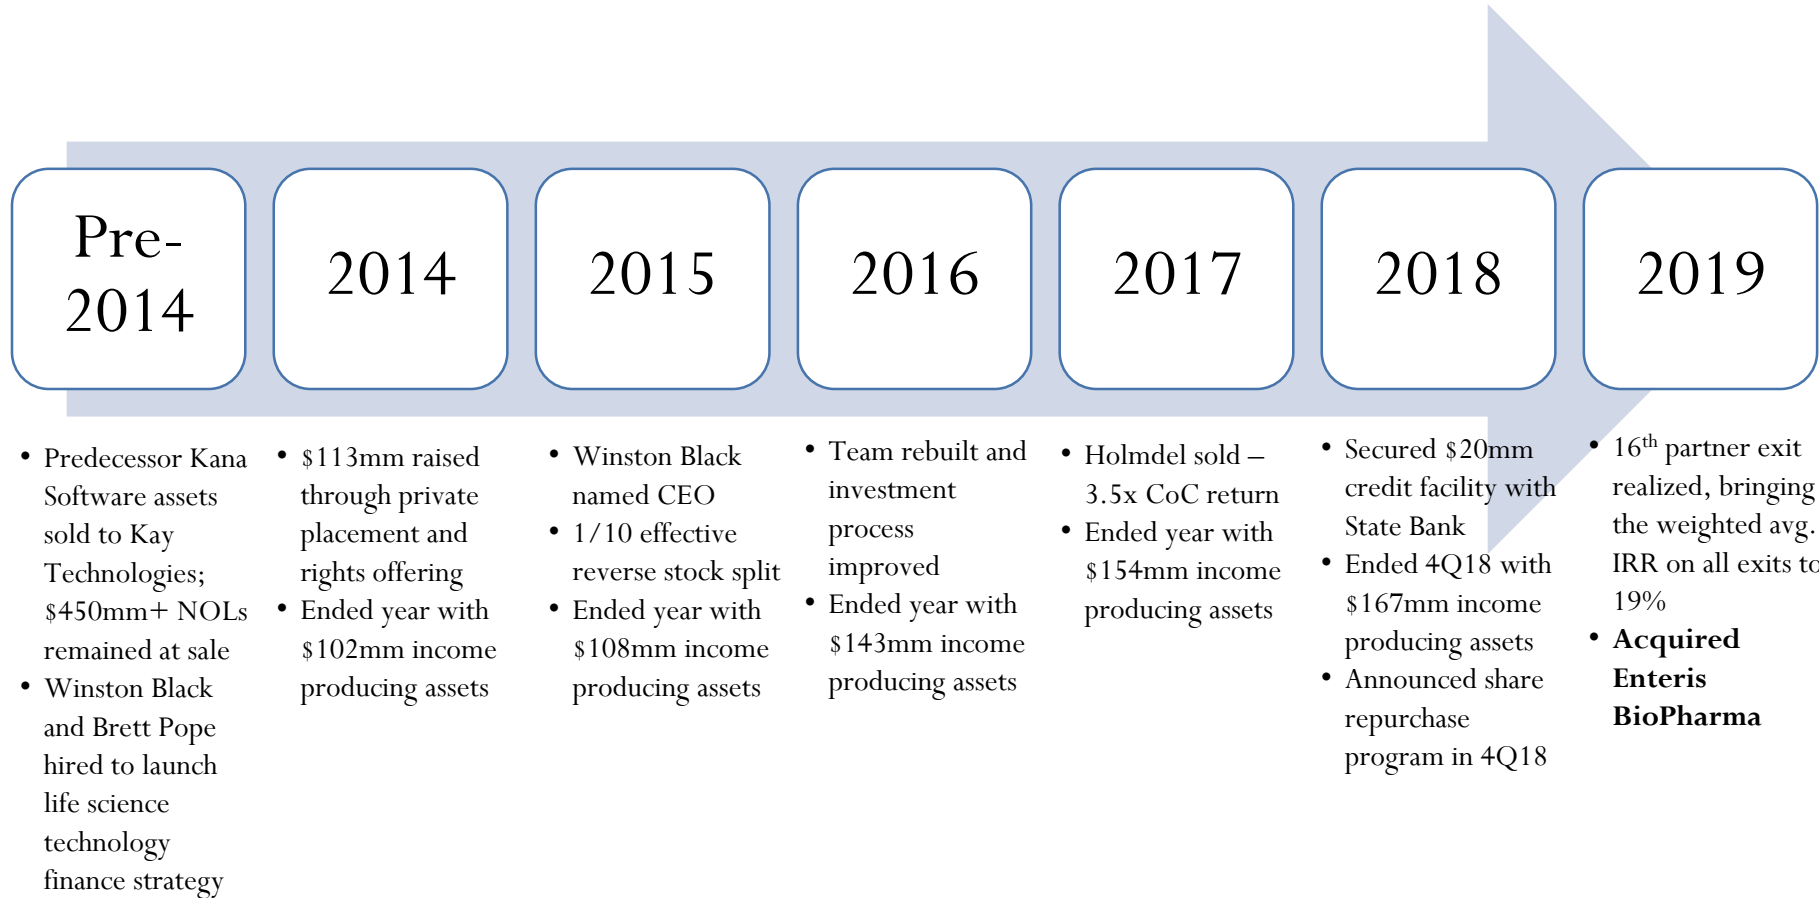 Pre-
2014
2014
2015
2016
2017
2018
2019
• Predecessor Kana
Software assets
sold to Kay
Technologies;
$450mm+ NOLs
remained at sale
• Winston Black
and Brett Pope
hired to launch
life science
technology
finance strategy
• $113mm raised
through private
placement and
rights offering
• Ended year with
$102mm income
producing assets
• Winston Black
named CEO
• 1/10 effective
reverse stock split
• Ended year with
$108mm income
producing assets
• Team rebuilt and
investment
process
improved
• Ended year with
$143mm income
producing assets
• Holmdel sold –
3.5x CoC return
• Ended year with
$154mm income
producing assets
• Secured $20mm
credit facility with
State Bank
• Ended 4Q18 with
$167mm income
producing assets
• Announced share
repurchase
program in 4Q18
• 16th partner exit
realized, bringing
the weighted avg.
IRR on all exits to
19%
• Acquired
Enteris
BioPharma